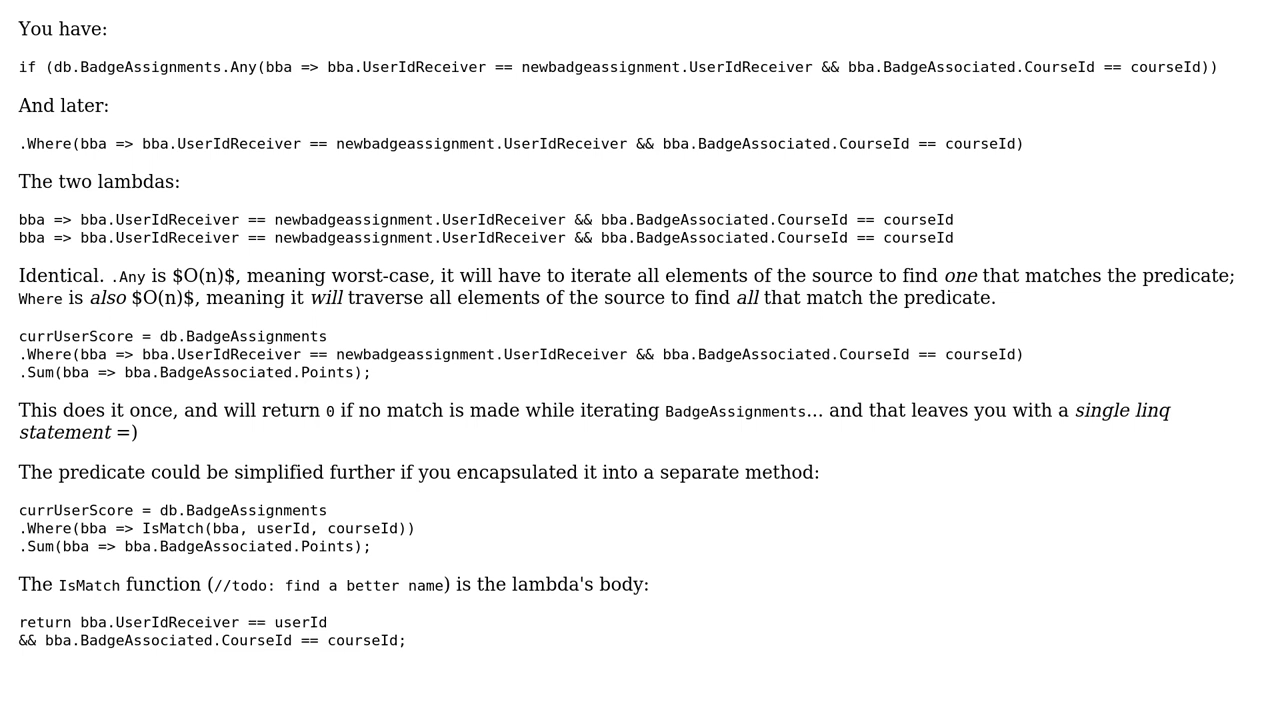 You have:
if (db.BadgeAssignments.Any(bba => bba.UserIdReceiver == newbadgeassignment.UserIdReceiver && bba.BadgeAssociated.CourseId == courseId))
And later:
.Where(bba => bba.UserIdReceiver == newbadgeassignment.UserIdReceiver && bba.BadgeAssociated.CourseId == courseId)
The two lambdas:
bba => bba.UserIdReceiver == newbadgeassignment.UserIdReceiver && bba.BadgeAssociated.CourseId == courseId
bba => bba.UserIdReceiver == newbadgeassignment.UserIdReceiver && bba.BadgeAssociated.CourseId == courseId
Identical. .Any is $O(n)$, meaning worst-case, it will have to iterate all elements of the source to find one that matches the predicate;
Where is also $O(n)$, meaning it will traverse all elements of the source to find all that match the predicate.
currUserScore = db.BadgeAssignments
.Where(bba => bba.UserIdReceiver == newbadgeassignment.UserIdReceiver && bba.BadgeAssociated.CourseId == courseId)
.Sum(bba => bba.BadgeAssociated.Points);
This does it once, and will return 0 if no match is made while iterating BadgeAssignments... and that leaves you with a single linq
statement =)
The predicate could be simplified further if you encapsulated it into a separate method:
currUserScore = db.BadgeAssignments
.Where(bba => IsMatch(bba, userId, courseId))
.Sum(bba => bba.BadgeAssociated.Points);
The IsMatch function (//todo: find a better name) is the lambda's body:
return bba.UserIdReceiver == userId
&& bba.BadgeAssociated.CourseId == courseId;